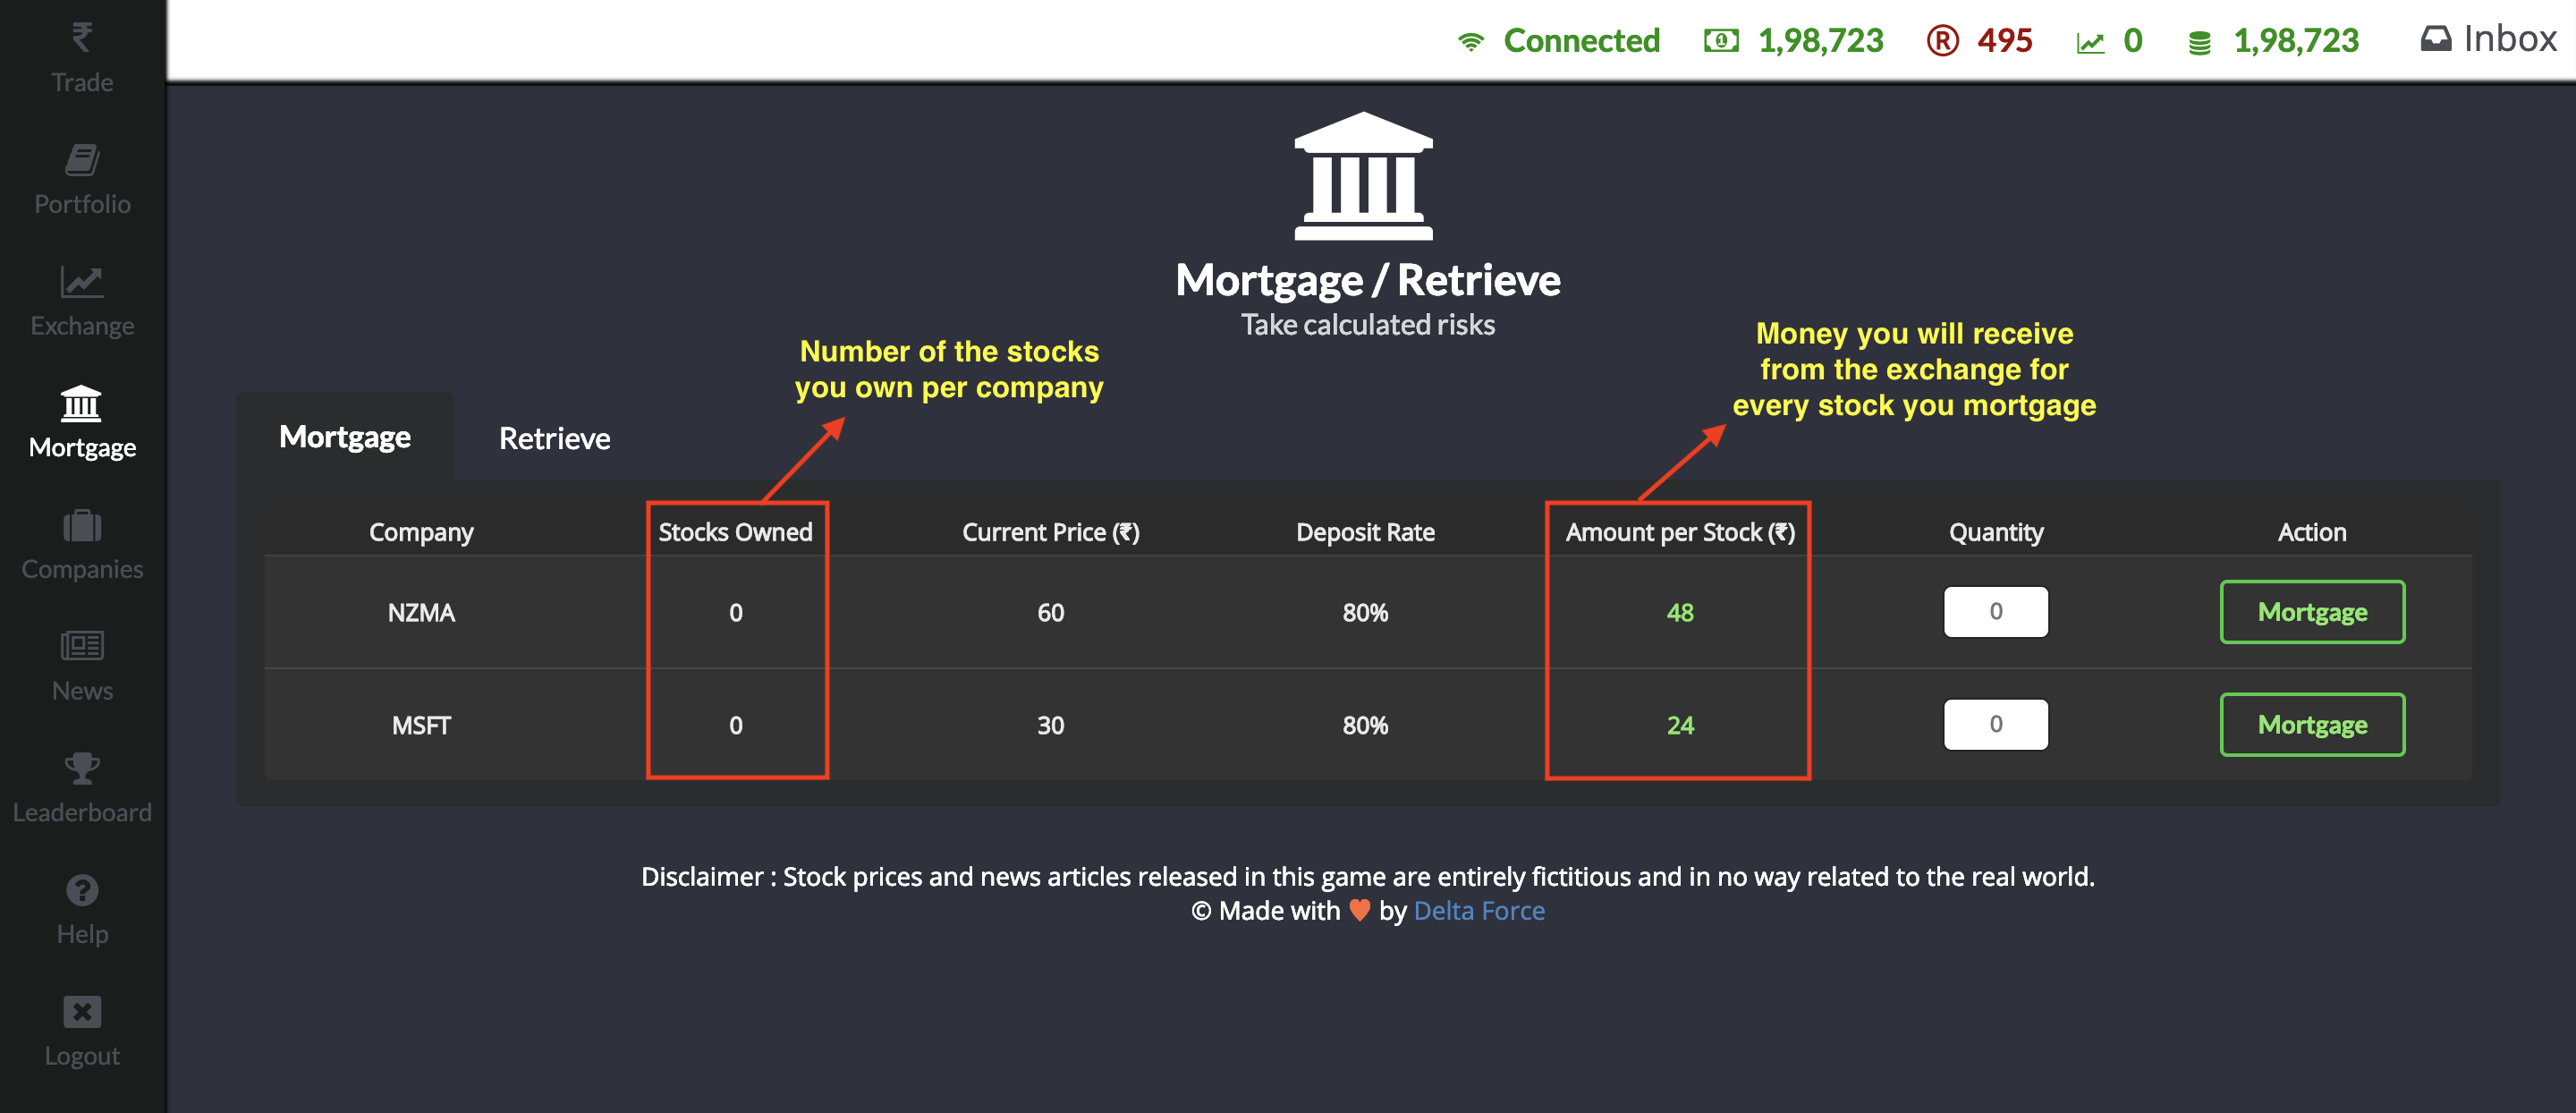 Connected 1,98,723 ® 495 0 1,98,723 Inbox
Trade
Portfolio
Exchange
Mortgage
Companies
News
Leaderboard
Help
Logout
Mortgage / Retrieve
Take calculated risks
Number of the stocks
you own per company
Money you will receive
from the exchange for
every stock you mortgage
Mortgage Retrieve
Company Stocks Owned Current Price (₹) Deposit Rate Amount per Stock (₹) Quantity Action
NZMA 0 60 80% 48 0 Mortgage
MSFT 0 30 80% 24 0 Mortgage
Disclaimer : Stock prices and news articles released in this game are entirely fictitious and in no way related to the real world.
© Made with ♥ by Delta Force